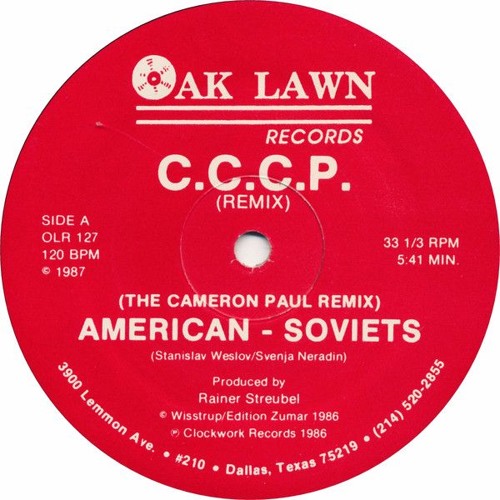 OAK LAWN
RECORDS
C.C.C.P.
(REMIX)
SIDE A
OLR 127
120 BPM
© 1987
33 1/3 RPM
5:41 MIN.
(THE CAMERON PAUL REMIX)
AMERICAN - SOVIETS
(Stanislav Weslov/Svenja Neradin)
Produced by
Rainer Streubel
© Wisstrup/Edition Zumar 1986
℗ Clockwork Records 1986
3900 Lemmon Ave. • #210 • Dallas, Texas 75219 • (214) 520-2855